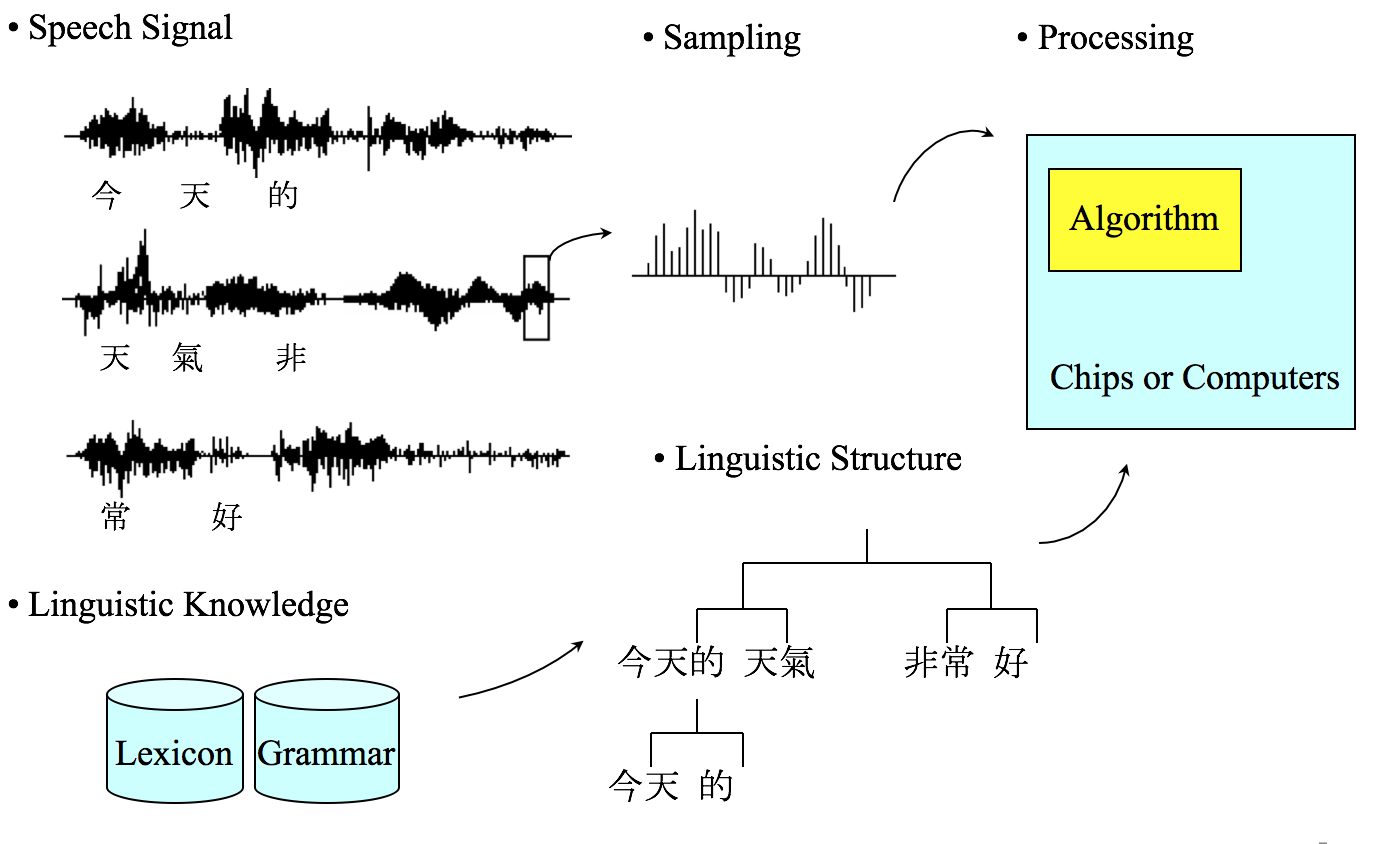 • Speech Signal
今 天 的
天 氣 非
常 好
• Sampling
• Processing
Algorithm
Chips or Computers
• Linguistic Knowledge
Lexicon Grammar
• Linguistic Structure
今天的 天氣 非常 好
今天 的